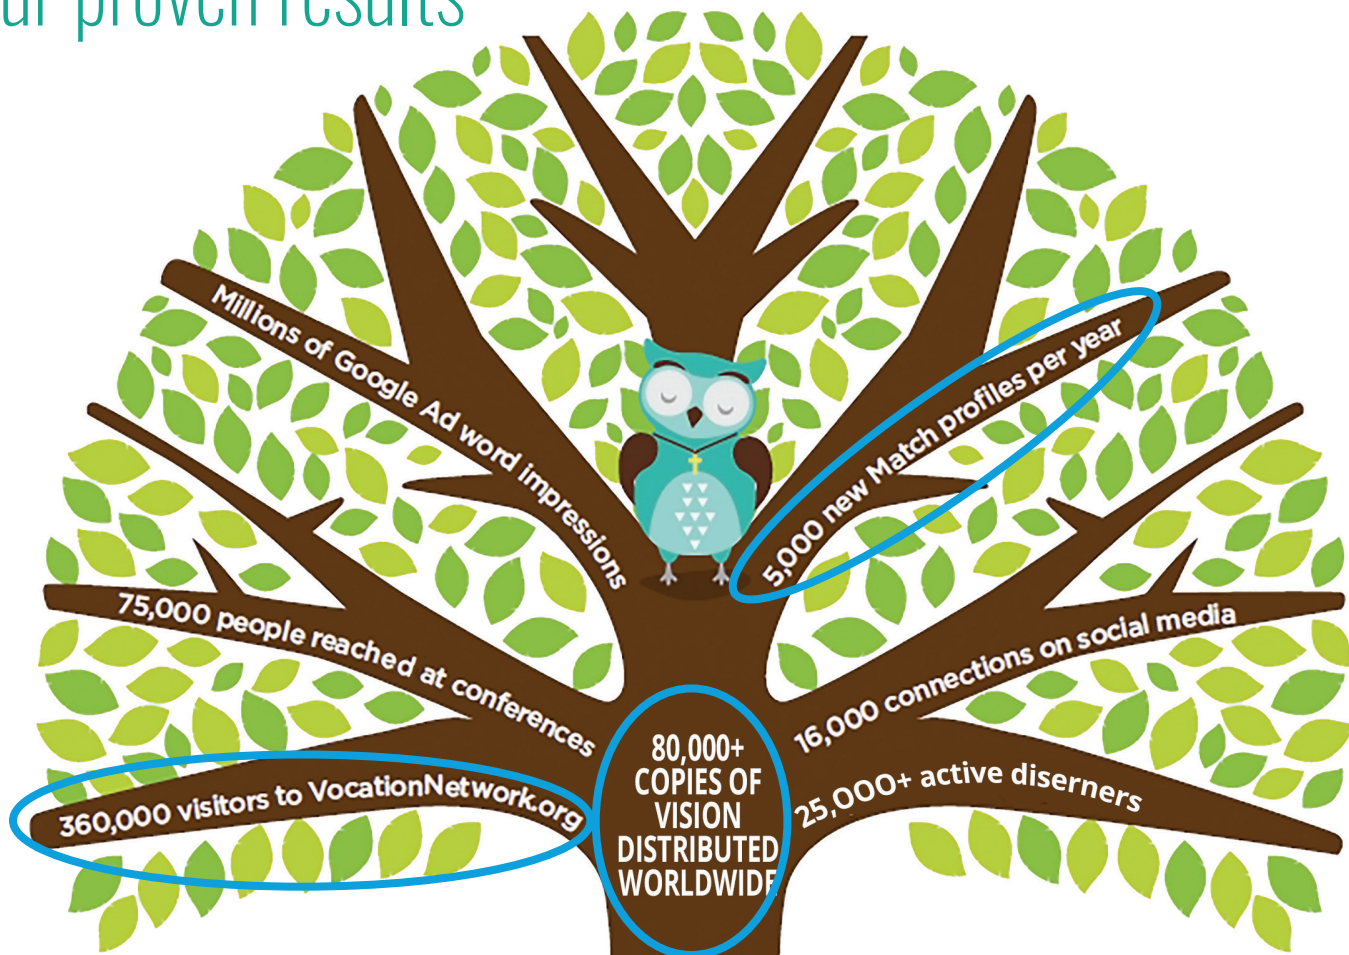 ur proven results
Millions of Google Ad word impressions
5,000 new Match profiles per year
75,000 people reached at conferences
16,000 connections on social media
360,000 visitors to VocationNetwork.org
80,000+
COPIES OF
VISION
DISTRIBUTED
WORLDWIDE
25,000+ active diserners